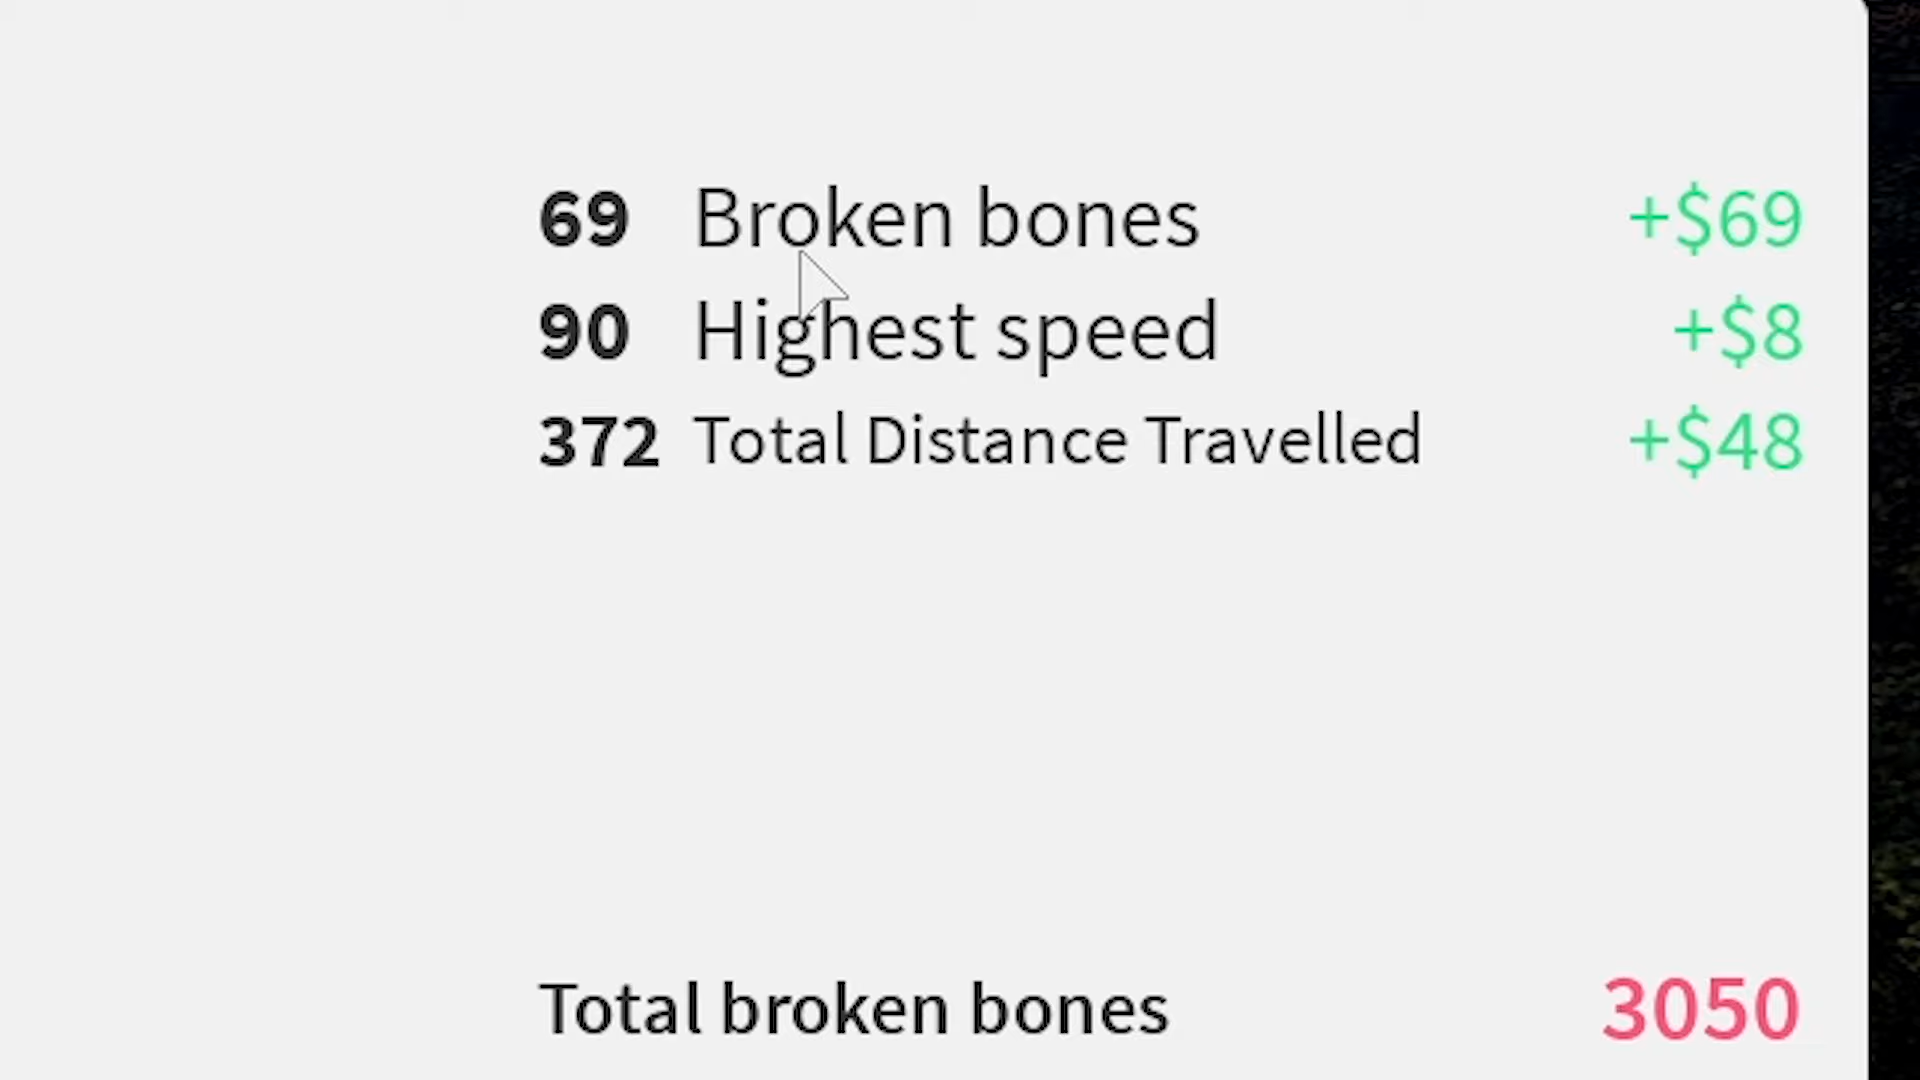 69 Broken bones +$69
90 Highest speed +$8
372 Total Distance Travelled +$48
Total broken bones 3050